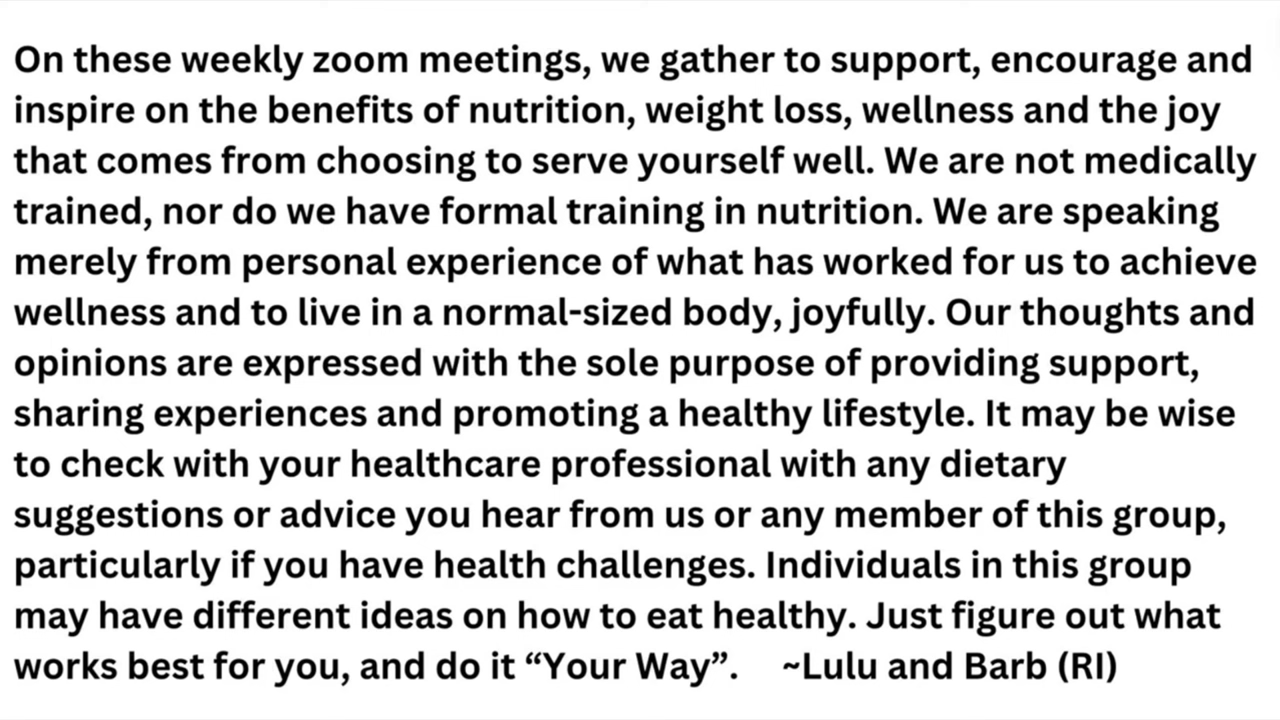 On these weekly zoom meetings, we gather to support, encourage and
inspire on the benefits of nutrition, weight loss, wellness and the joy
that comes from choosing to serve yourself well. We are not medically
trained, nor do we have formal training in nutrition. We are speaking
merely from personal experience of what has worked for us to achieve
wellness and to live in a normal-sized body, joyfully. Our thoughts and
opinions are expressed with the sole purpose of providing support,
sharing experiences and promoting a healthy lifestyle. It may be wise
to check with your healthcare professional with any dietary
suggestions or advice you hear from us or any member of this group,
particularly if you have health challenges. Individuals in this group
may have different ideas on how to eat healthy. Just figure out what
works best for you, and do it “Your Way”. ~Lulu and Barb (RI)